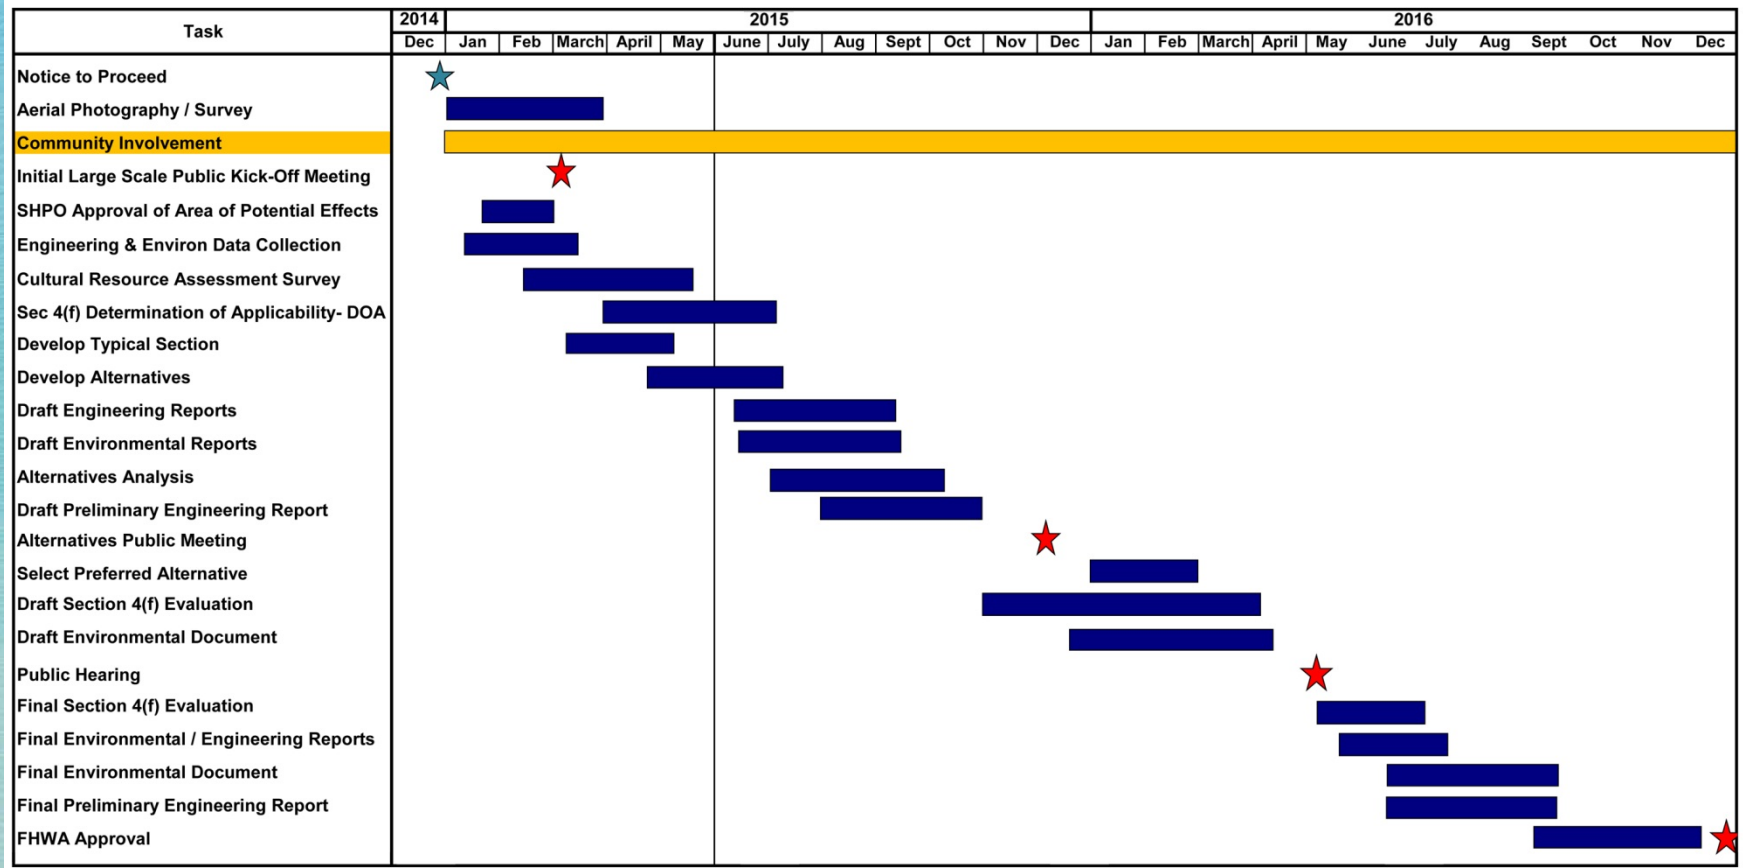 Task
2014 2015 2016
Dec Jan Feb March April May June July Aug Sept Oct Nov Dec Jan Feb March April May June July Aug Sept Oct Nov Dec
Notice to Proceed
Aerial Photography / Survey
Community Involvement
Initial Large Scale Public Kick-Off Meeting
SHPO Approval of Area of Potential Effects
Engineering & Environ Data Collection
Cultural Resource Assessment Survey
Sec 4(f) Determination of Applicability- DOA
Develop Typical Section
Develop Alternatives
Draft Engineering Reports
Draft Environmental Reports
Alternatives Analysis
Draft Preliminary Engineering Report
Alternatives Public Meeting
Select Preferred Alternative
Draft Section 4(f) Evaluation
Draft Environmental Document
Public Hearing
Final Section 4(f) Evaluation
Final Environmental / Engineering Reports
Final Environmental Document
Final Preliminary Engineering Report
FHWA Approval